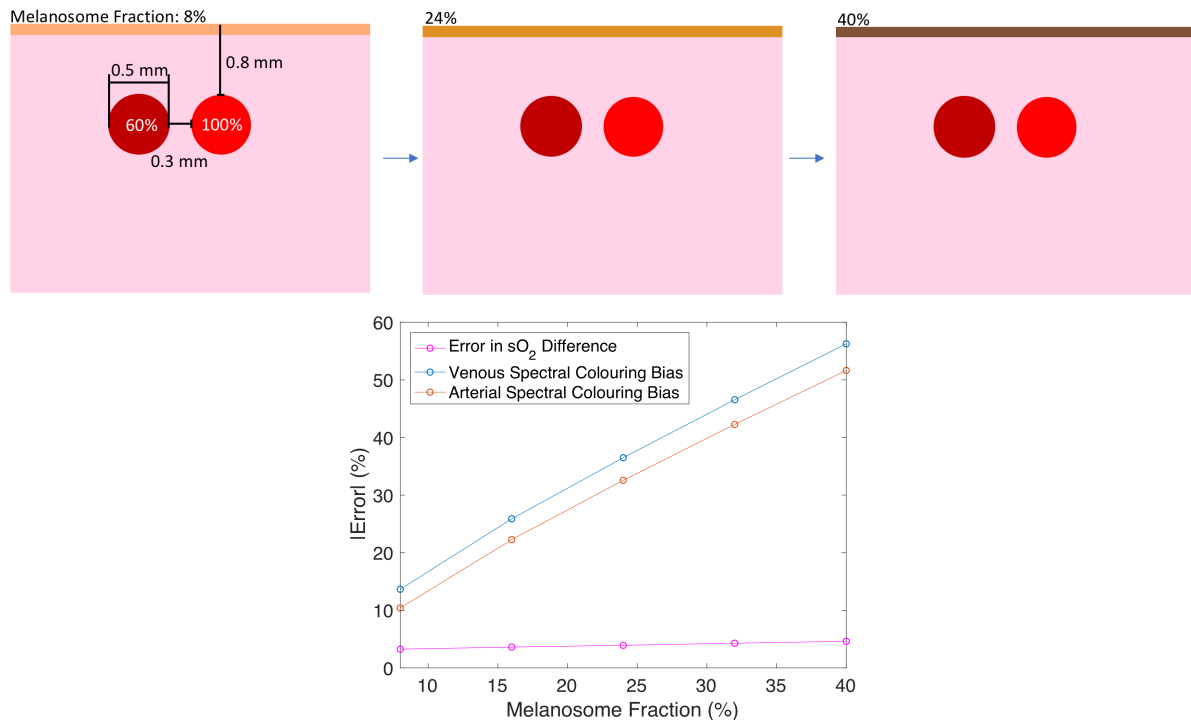 Melanosome Fraction: 8%
24%
40%
0.5 mm
0.8 mm
60%
100%
0.3 mm
60
50
40
30
20
10
0
|Error| (%)
Error in sO2 Difference
Venous Spectral Colouring Bias
Arterial Spectral Colouring Bias
10 15 20 25 30 35 40
Melanosome Fraction (%)